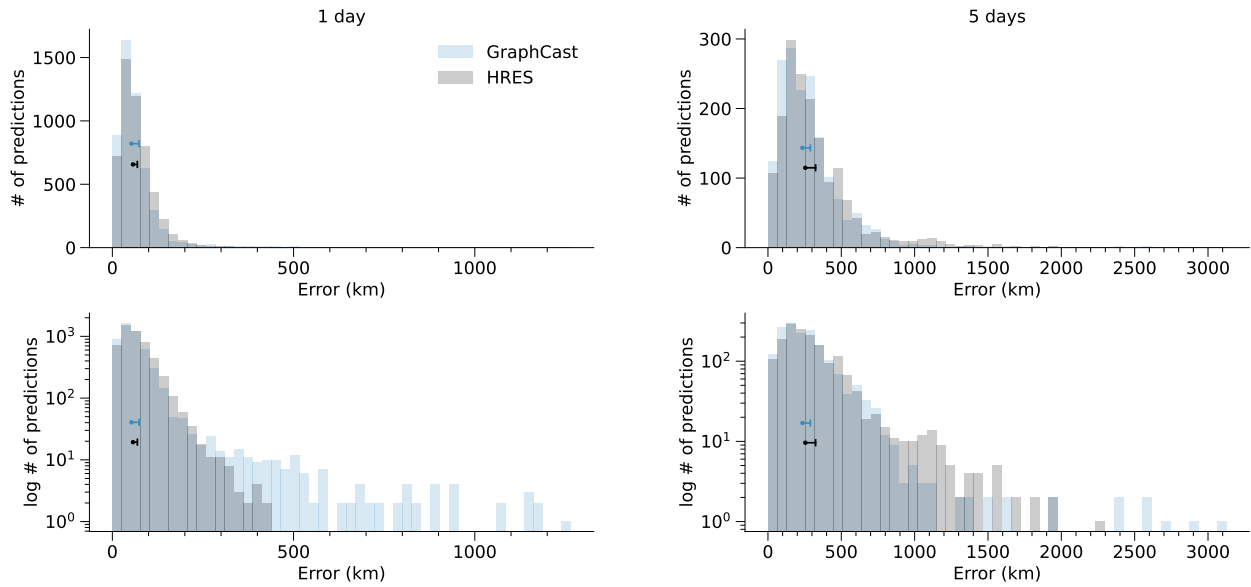 1 day
5 days
GraphCast
HRES
# of predictions
1500
1000
500
0
0
500
1000
Error (km)
# of predictions
300
200
100
0
0
500
1000
1500
2000
2500
3000
Error (km)
log # of predictions
10³
10²
10¹
10⁰
0
500
1000
Error (km)
log # of predictions
10²
10¹
10⁰
0
500
1000
1500
2000
2500
3000
Error (km)